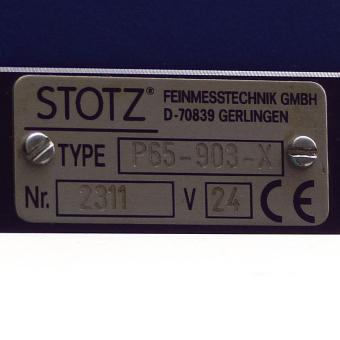 STOTZ® FEINMESSTECHNIK GMBH
D-70839 GERLINGEN
TYPE P65-903-X
Nr. 2311 V 24 CE